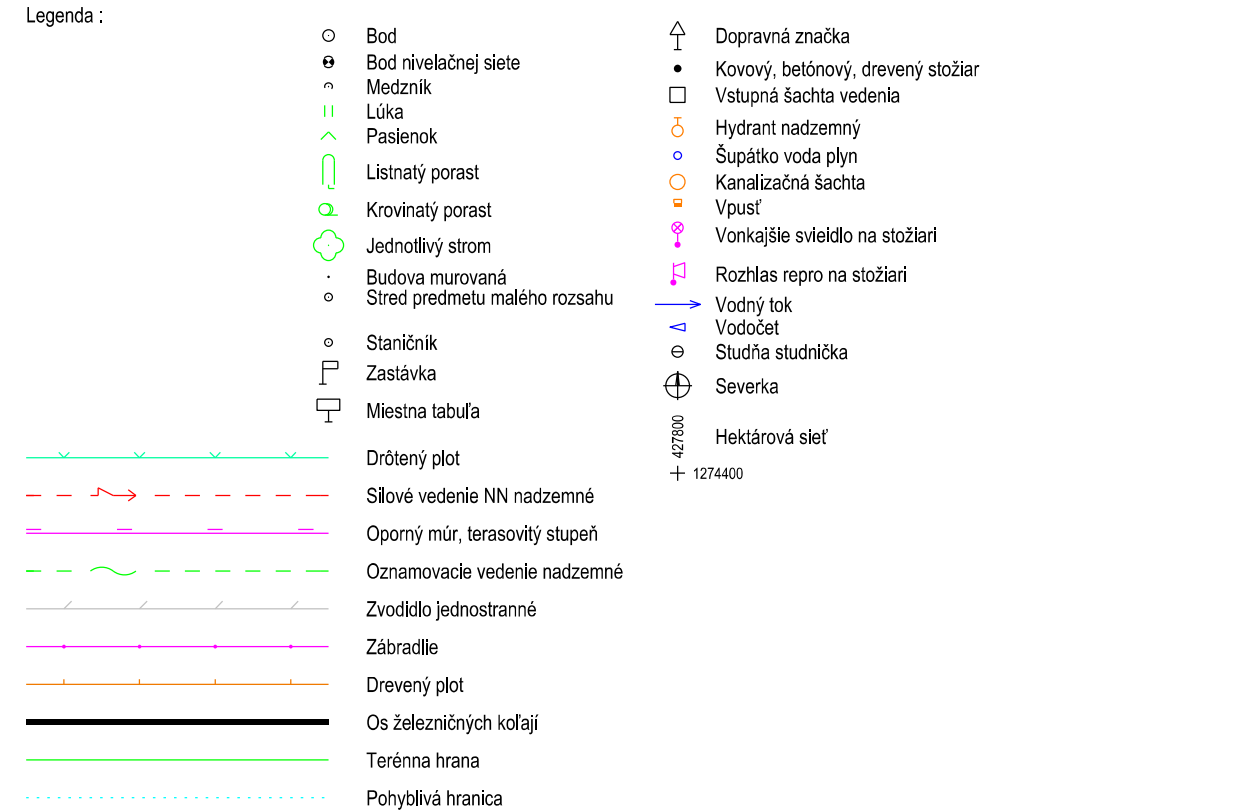 Legenda :
Bod
Bod nivelačnej siete
Medzník
Lúka
Pasienok
Listnatý porast
Krovinatý porast
Jednotlivý strom
Budova murovaná
Stred predmetu malého rozsahu
Staničník
Zastávka
Miestna tabuľa
Drôtený plot
Silové vedenie NN nadzemné
Oporný múr, terasovitý stupeň
Oznamovacie vedenie nadzemné
Zvodidlo jednostranné
Zábradlie
Drevený plot
Os železničných koľají
Terénna hrana
Pohyblivá hranica
Dopravná značka
Kovový, betónový, drevený stožiar
Vstupná šachta vedenia
Hydrant nadzemný
Šupátko voda plyn
Kanalizačná šachta
Vpusť
Vonkajšie svieidlo na stožiari
Rozhlas repro na stožiari
Vodný tok
Vodočet
Studňa studnička
Severka
Hektárová sieť
427800
1274400